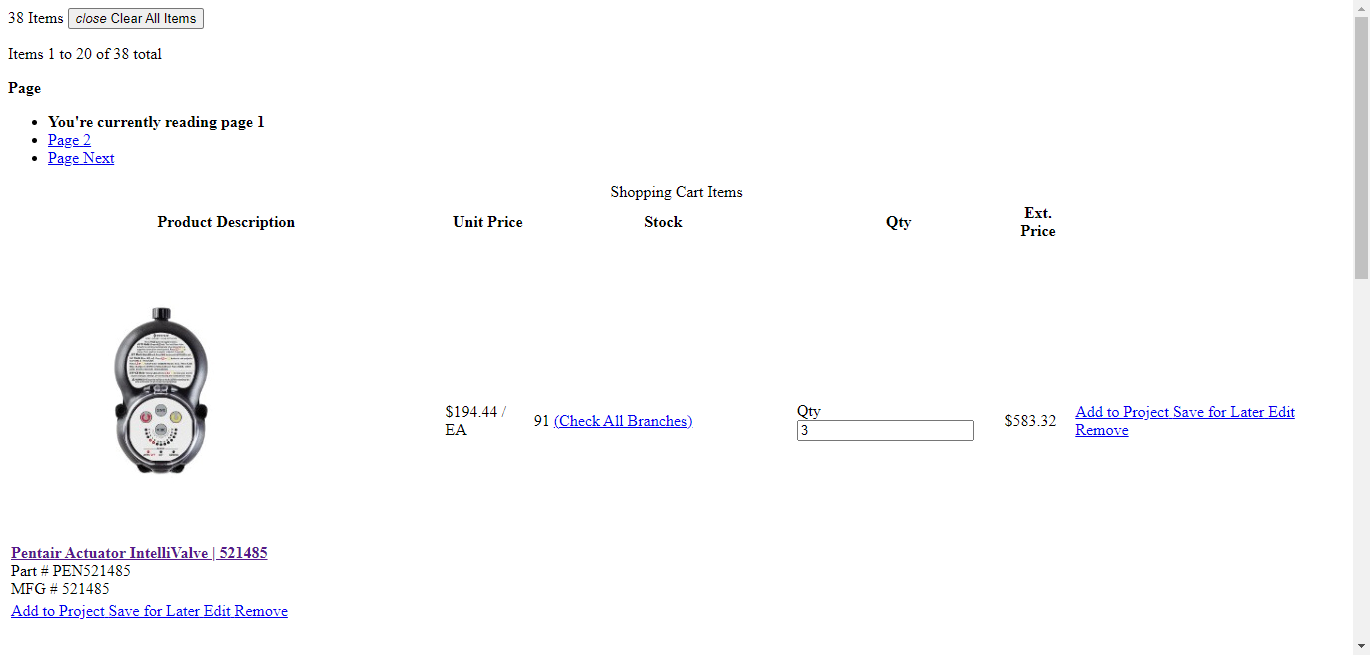 38 Items close Clear All Items
Items 1 to 20 of 38 total
Page
You're currently reading page 1
Page 2
Page Next
Shopping Cart Items
Product Description Unit Price Stock Qty Ext. Price
$194.44 / EA
91 (Check All Branches)
Qty
3
$583.32
Add to Project Save for Later Edit
Remove
Pentair Actuator IntelliValve | 521485
Part # PEN521485
MFG # 521485
Add to Project Save for Later Edit Remove